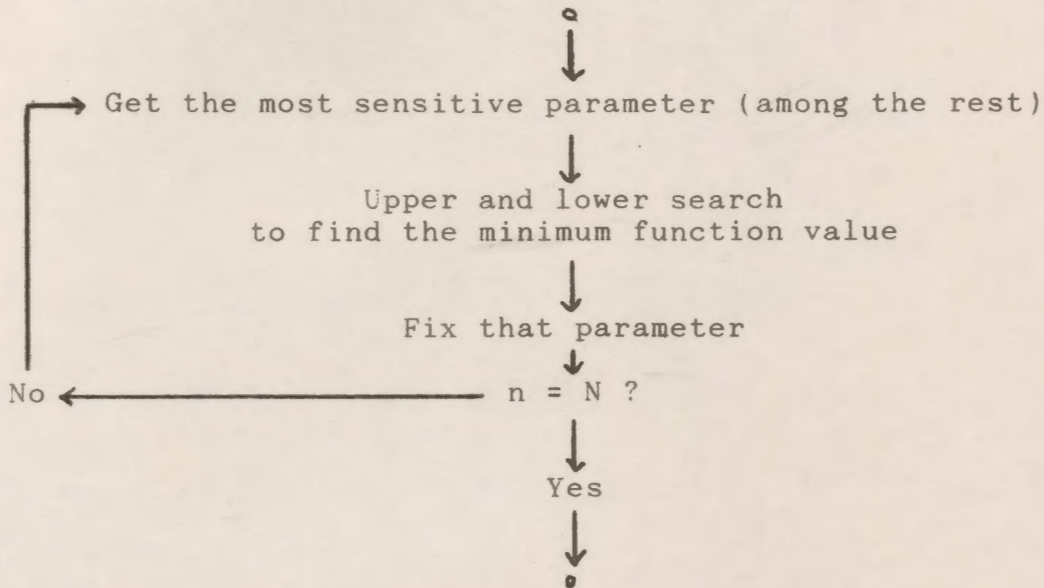 Get the most sensitive parameter (among the rest)
Upper and lower search
to find the minimum function value
Fix that parameter
No
n = N ?
Yes